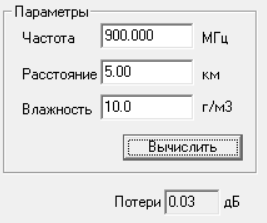 Параметры
Частота 900.000 МГц
Расстояние 5.00 км
Влажность 10.0 г/м3
Вычислить
Потери 0.03 дБ